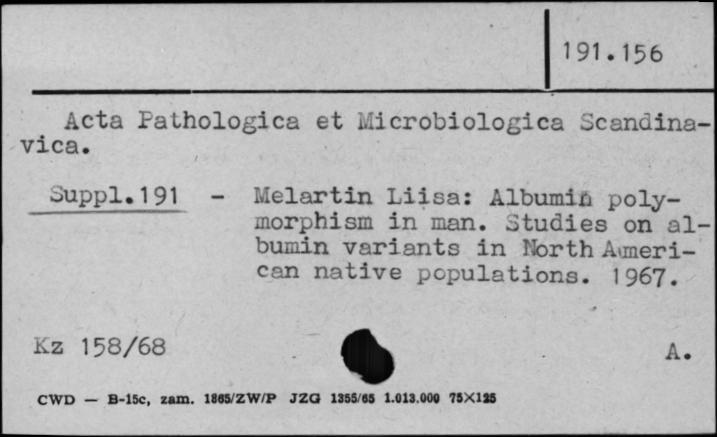 191.156
Acta Pathologica et Microbiologica Scandina-
vica.
Suppl.191 - Melartin Liisa: Albumin poly-
morphism in man. Studies on al-
bumin variants in North Ameri-
can native populations. 1967.
Kz 158/68
A.
CWD — B-15c, zam. 1865/ZW/P JZG 1355/65 1.013.000 75X125